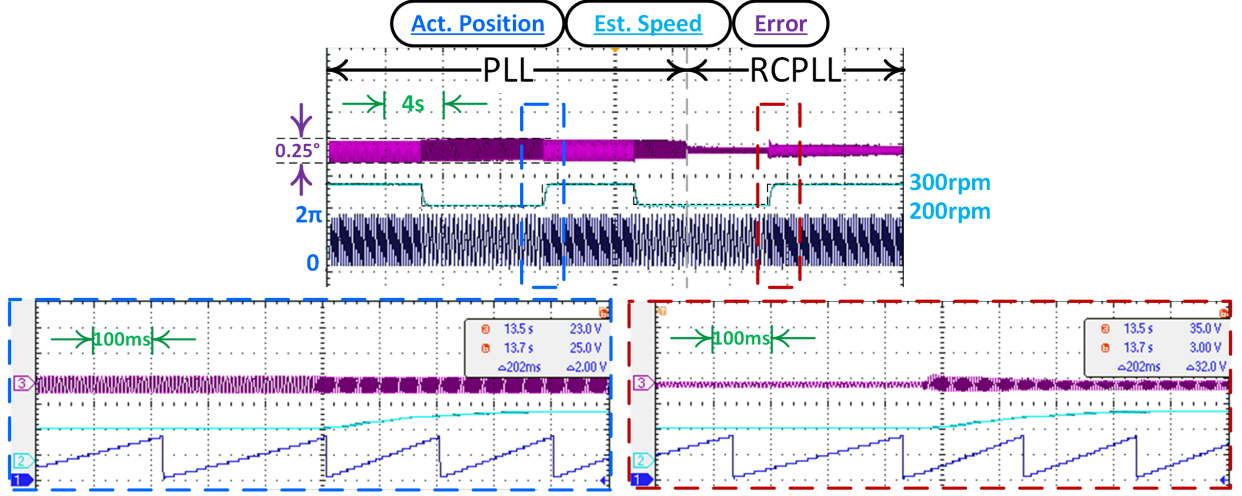 Act. Position Est. Speed Error
PLL RCPLL
4s
0.25°
300rpm
200rpm
2π
0
100ms
a 13.5 s 23.0 V
b 13.7 s 25.0 V
△202ms △2.00 V
3
2
1
100ms
a 13.5 s 35.0 V
b 13.7 s 3.00 V
△202ms △32.0 V
3
2
1